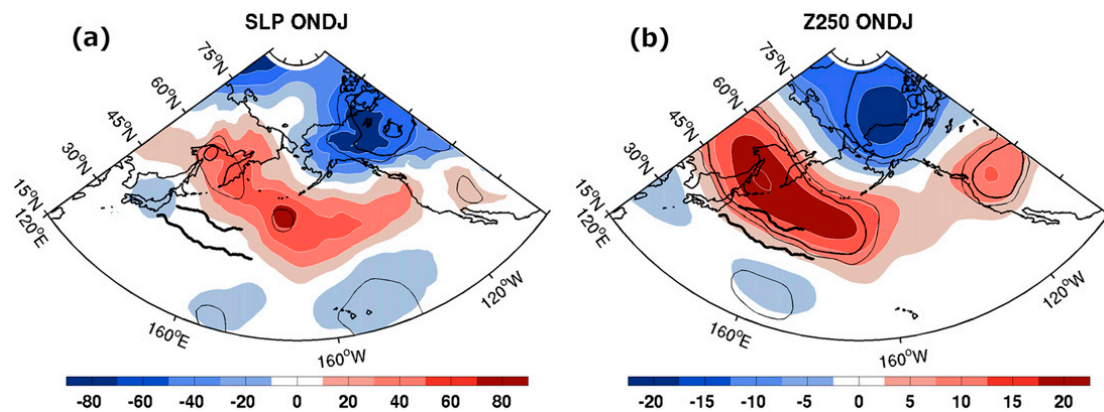 SLP ONDJ
(a)
75°N
60°N
45°N
30°N
15°N
120°E
160°E
160°W
120°W
-80 -60 -40 -20 0 20 40 60 80
Z250 ONDJ
(b)
75°N
60°N
45°N
30°N
15°N
120°E
160°E
160°W
120°W
-20 -15 -10 -5 0 5 10 15 20